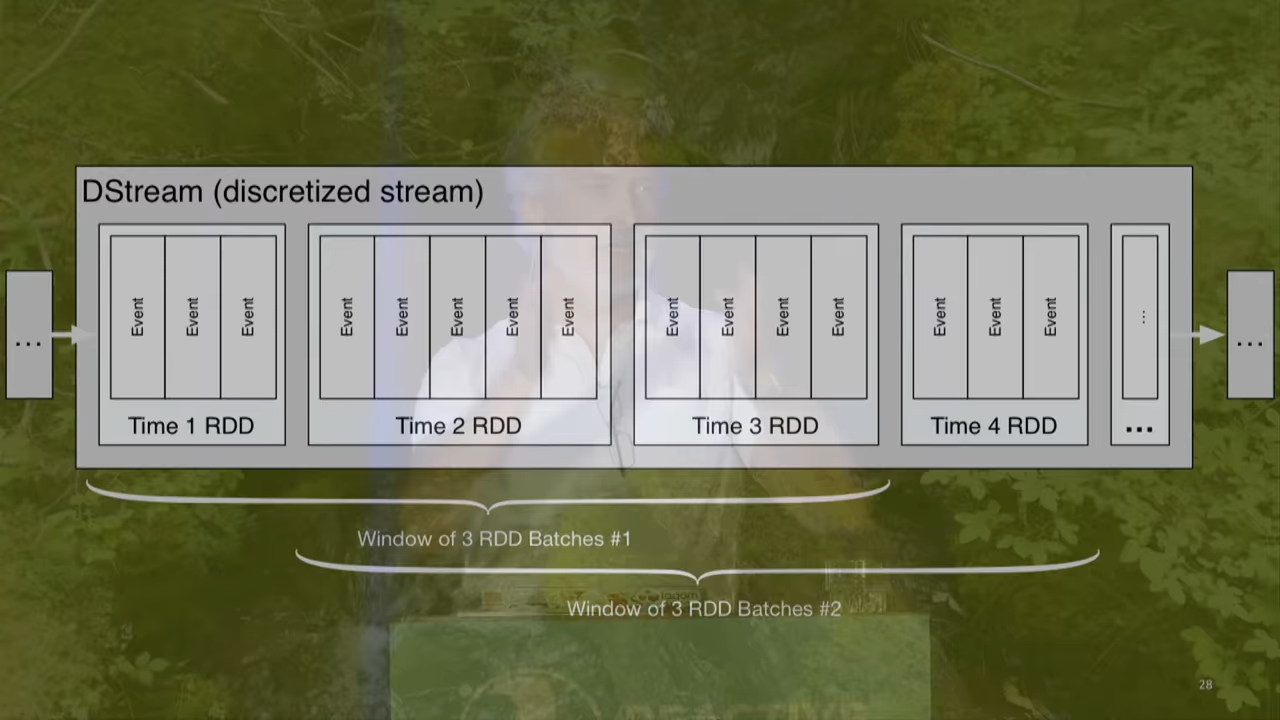 DStream (discretized stream)
...
Event
Event
Event
Time 1 RDD
Event
Event
Event
Event
Event
Time 2 RDD
Event
Event
Event
Event
Time 3 RDD
Event
Event
Event
Time 4 RDD
...
...
...
Window of 3 RDD Batches #1
Window of 3 RDD Batches #2
lagom
28